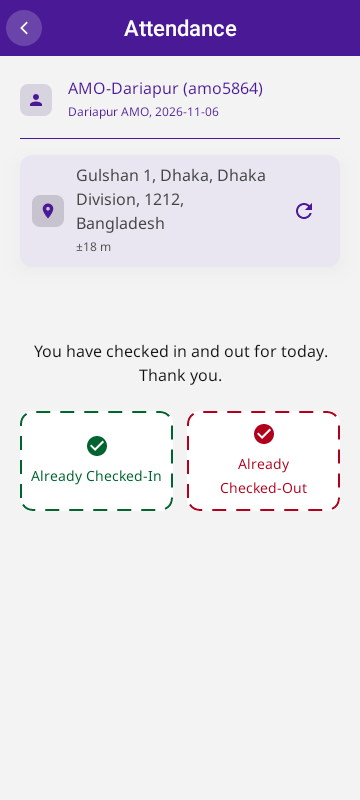 Attendance
AMO-Dariapur (amo5864)
Dariapur AMO, 2026-11-06
Gulshan 1, Dhaka, Dhaka
Division, 1212,
Bangladesh
±18 m
You have checked in and out for today.
Thank you.
Already Checked-In
Already
Checked-Out